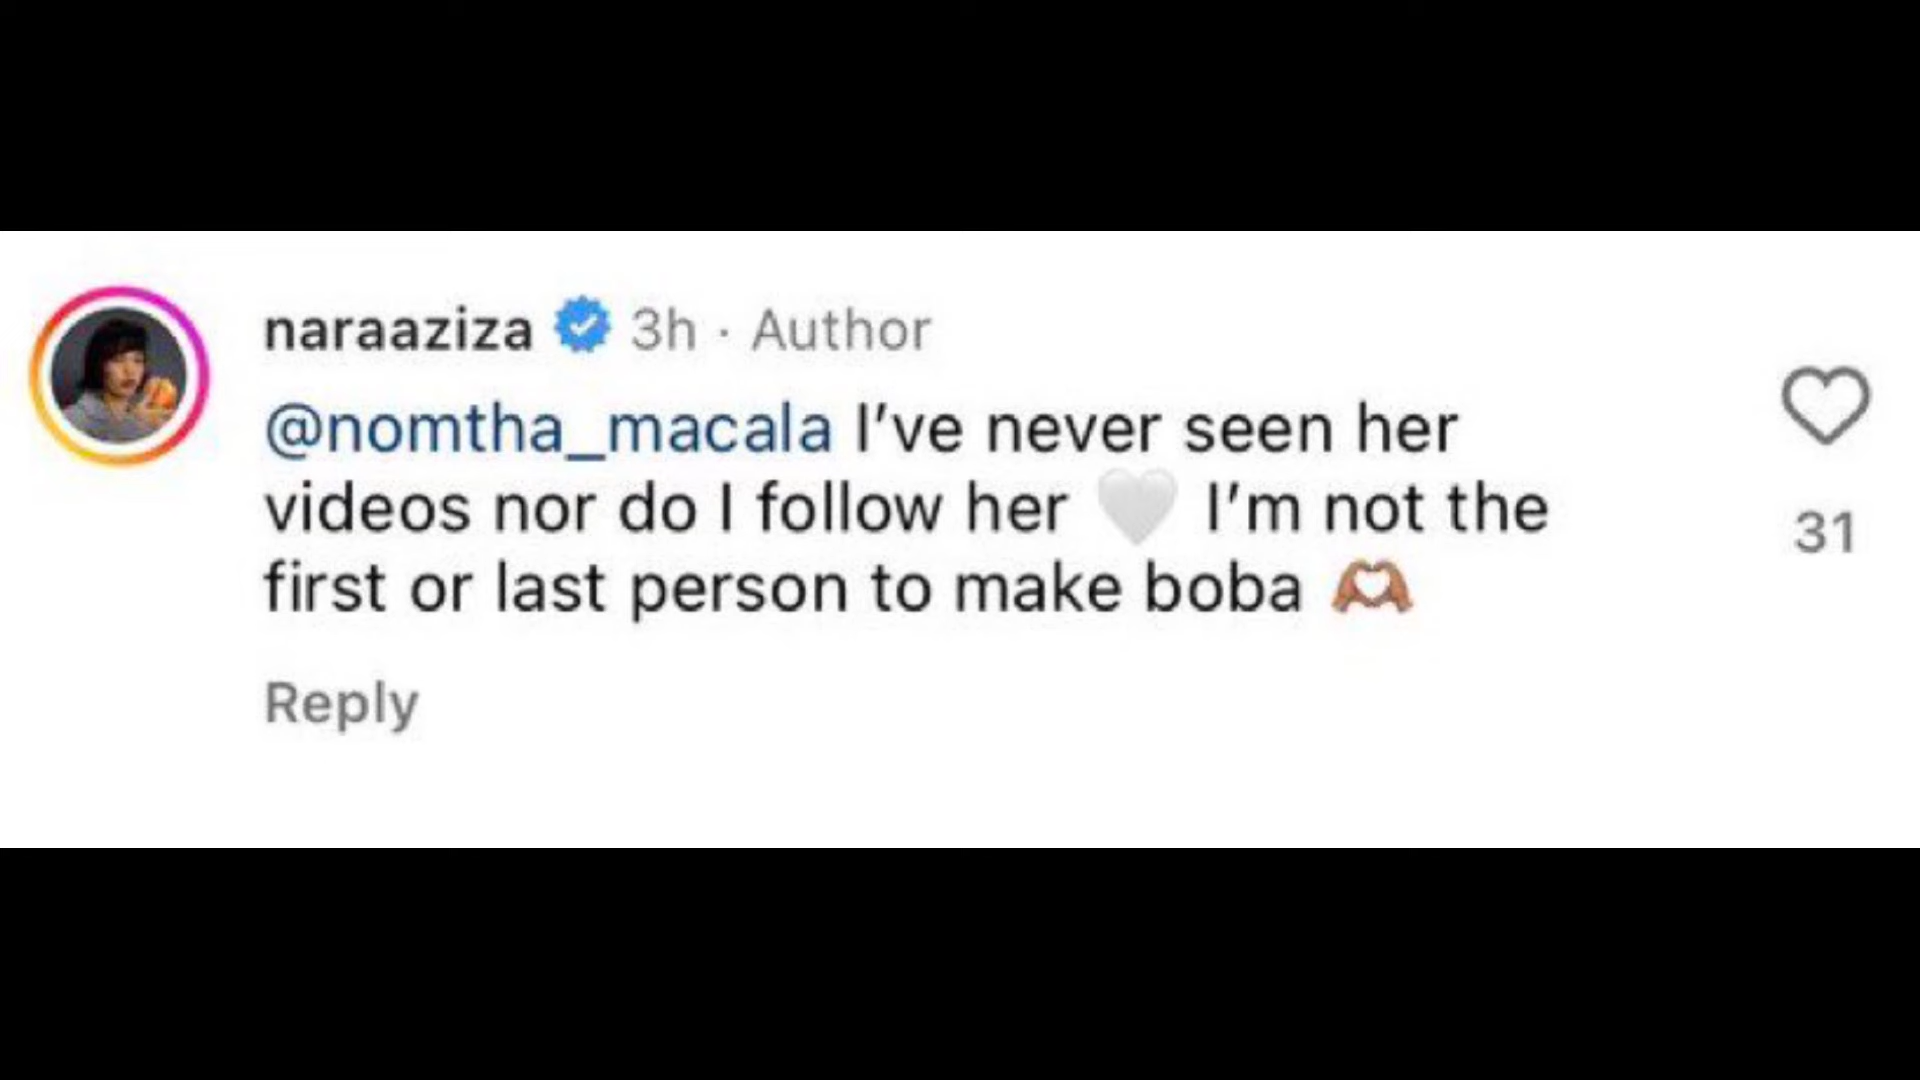 naraaziza 3h · Author
@nomtha_macala I’ve never seen her
videos nor do I follow her 🤍 I’m not the
first or last person to make boba 🫶🏽
31
Reply